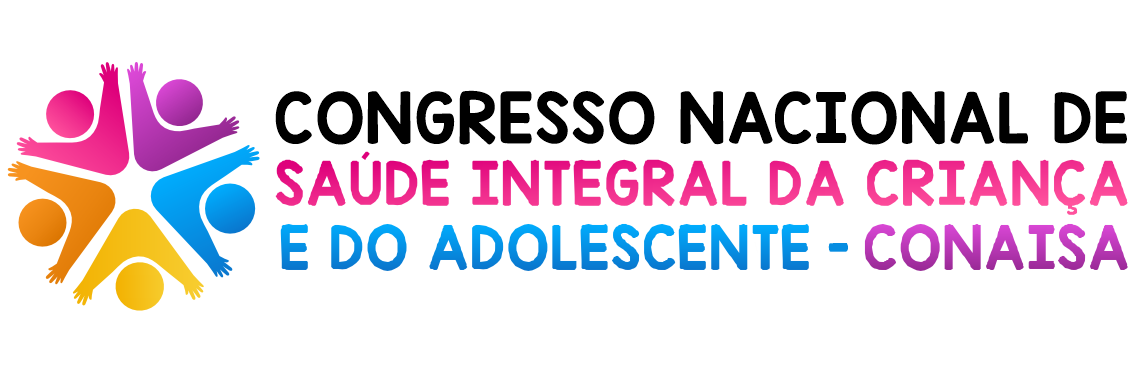 CONGRESSO NACIONAL DE
SAÚDE INTEGRAL DA CRIANÇA
E DO ADOLESCENTE - CONAISA